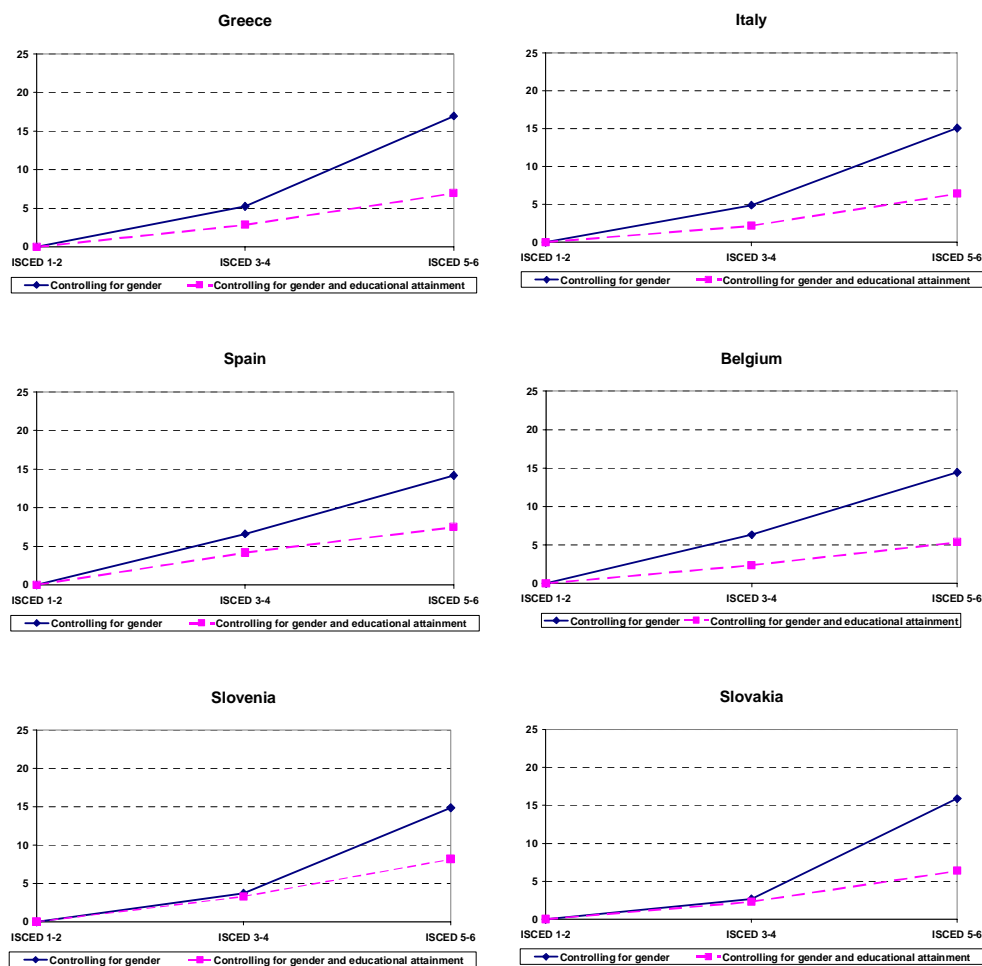 Greece
25
20
15
10
5
0
ISCED 1-2 ISCED 3-4 ISCED 5-6
Controlling for gender Controlling for gender and educational attainment
Italy
25
20
15
10
5
0
ISCED 1-2 ISCED 3-4 ISCED 5-6
Controlling for gender Controlling for gender and educational attainment
Spain
25
20
15
10
5
0
ISCED 1-2 ISCED 3-4 ISCED 5-6
Controlling for gender Controlling for gender and educational attainment
Belgium
25
20
15
10
5
0
ISCED 1-2 ISCED 3-4 ISCED 5-6
Controlling for gender Controlling for gender and educational attainment
Slovenia
25
20
15
10
5
0
ISCED 1-2 ISCED 3-4 ISCED 5-6
Controlling for gender Controlling for gender and educational attainment
Slovakia
25
20
15
10
5
0
ISCED 1-2 ISCED 3-4 ISCED 5-6
Controlling for gender Controlling for gender and educational attainment